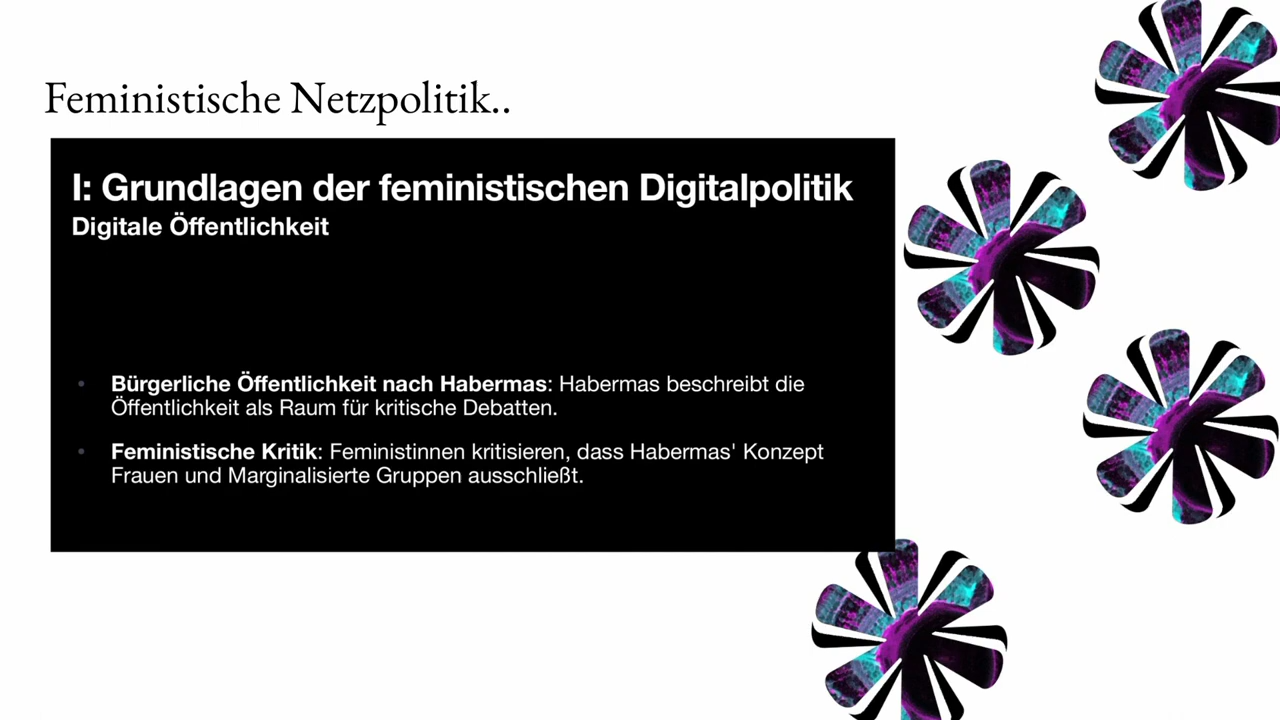 Feministische Netzpolitik..
I: Grundlagen der feministischen Digitalpolitik
Digitale Öffentlichkeit
• Bürgerliche Öffentlichkeit nach Habermas: Habermas beschreibt die
Öffentlichkeit als Raum für kritische Debatten.
• Feministische Kritik: Feministinnen kritisieren, dass Habermas' Konzept
Frauen und Marginalisierte Gruppen ausschließt.